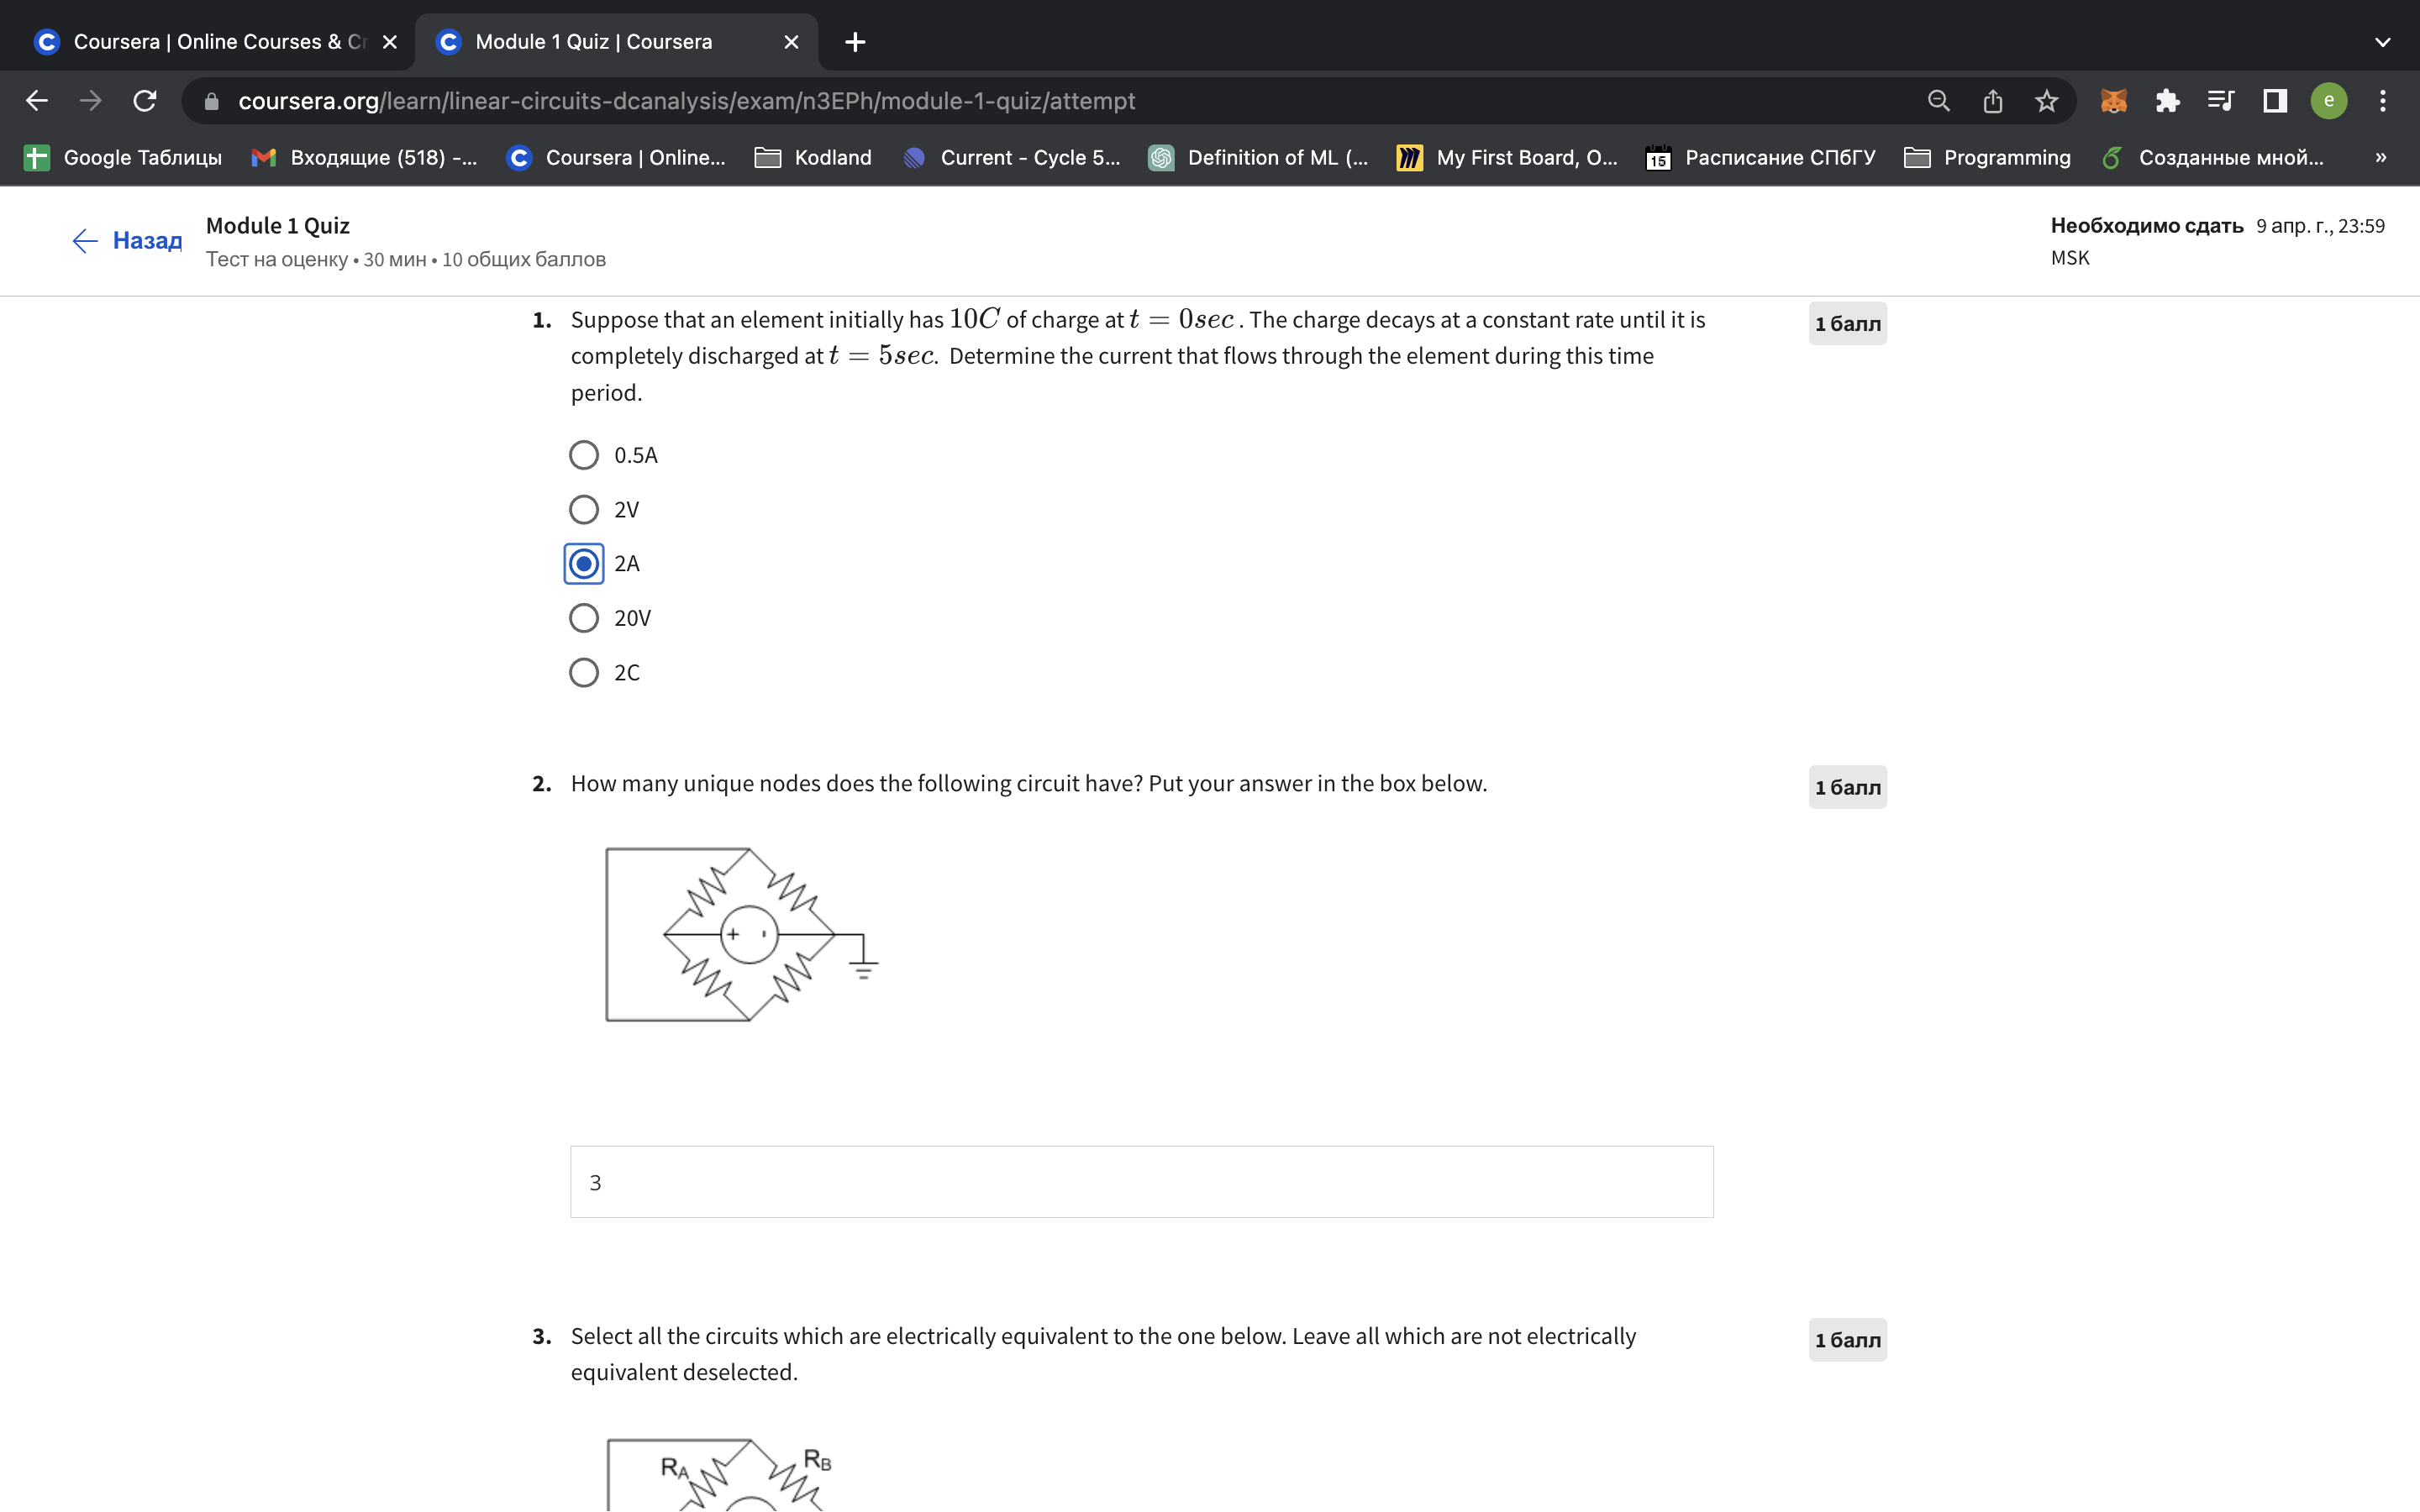 Coursera | Online Courses & Cr
Module 1 Quiz | Coursera
coursera.org/learn/linear-circuits-dcanalysis/exam/n3EPh/module-1-quiz/attempt
e
Google Таблицы
Входящие (518) -...
Coursera | Online...
Kodland
Current - Cycle 5...
Definition of ML (...
My First Board, O...
15
Расписание СПбГУ
Programming
Созданные мной...
»
Назад
Module 1 Quiz
Тест на оценку • 30 мин • 10 общих баллов
Необходимо сдать 9 апр. г., 23:59
MSK
1. Suppose that an element initially has 10C of charge at t = 0sec. The charge decays at a constant rate until it is
completely discharged at t = 5sec. Determine the current that flows through the element during this time
period.
1 балл
0.5A
2V
2A
20V
2C
2. How many unique nodes does the following circuit have? Put your answer in the box below.
1 балл
+ -
3
3. Select all the circuits which are electrically equivalent to the one below. Leave all which are not electrically
equivalent deselected.
1 балл
RA
RB